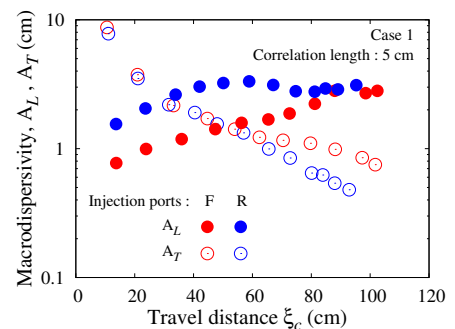 10
1
0.1
Macrodispersivity, A_L , A_T (cm)
Case 1
Correlation length : 5 cm
Injection ports : F R
A_L
A_T
0 20 40 60 80 100 120
Travel distance ξ_c (cm)